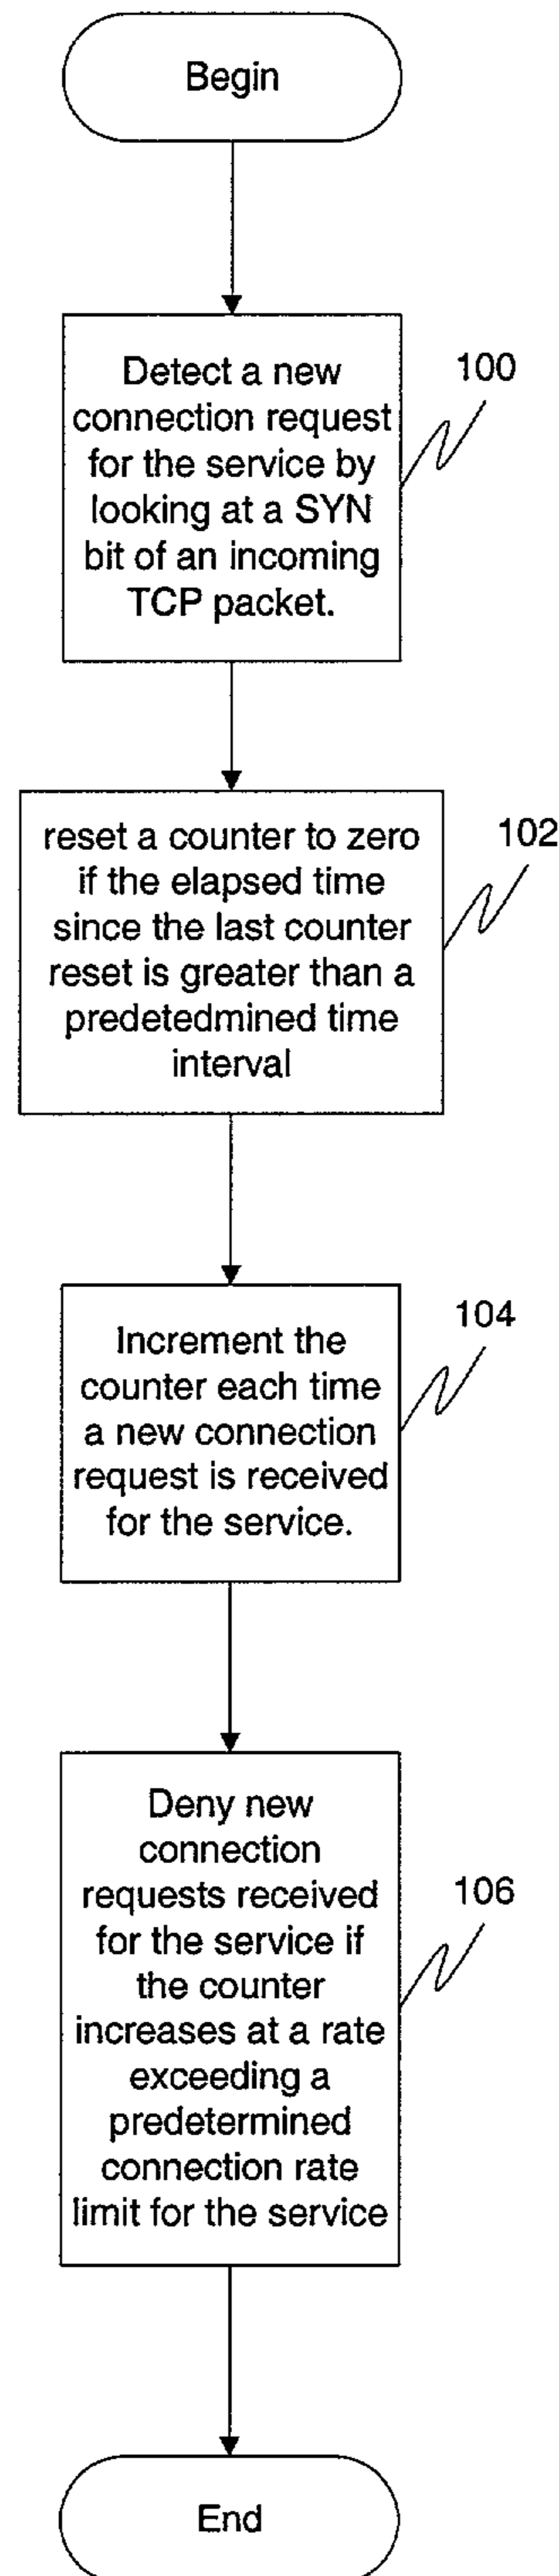 Begin
Detect a new
connection request
for the service by
looking at a SYN
bit of an incoming
TCP packet.
100
reset a counter to zero
if the elapsed time
since the last counter
reset is greater than a
predetedmined time
interval
102
Increment the
counter each time
a new connection
request is received
for the service.
104
Deny new
connection
requests received
for the service if
the counter
increases at a rate
exceeding a
predetermined
connection rate
limit for the service
106
End